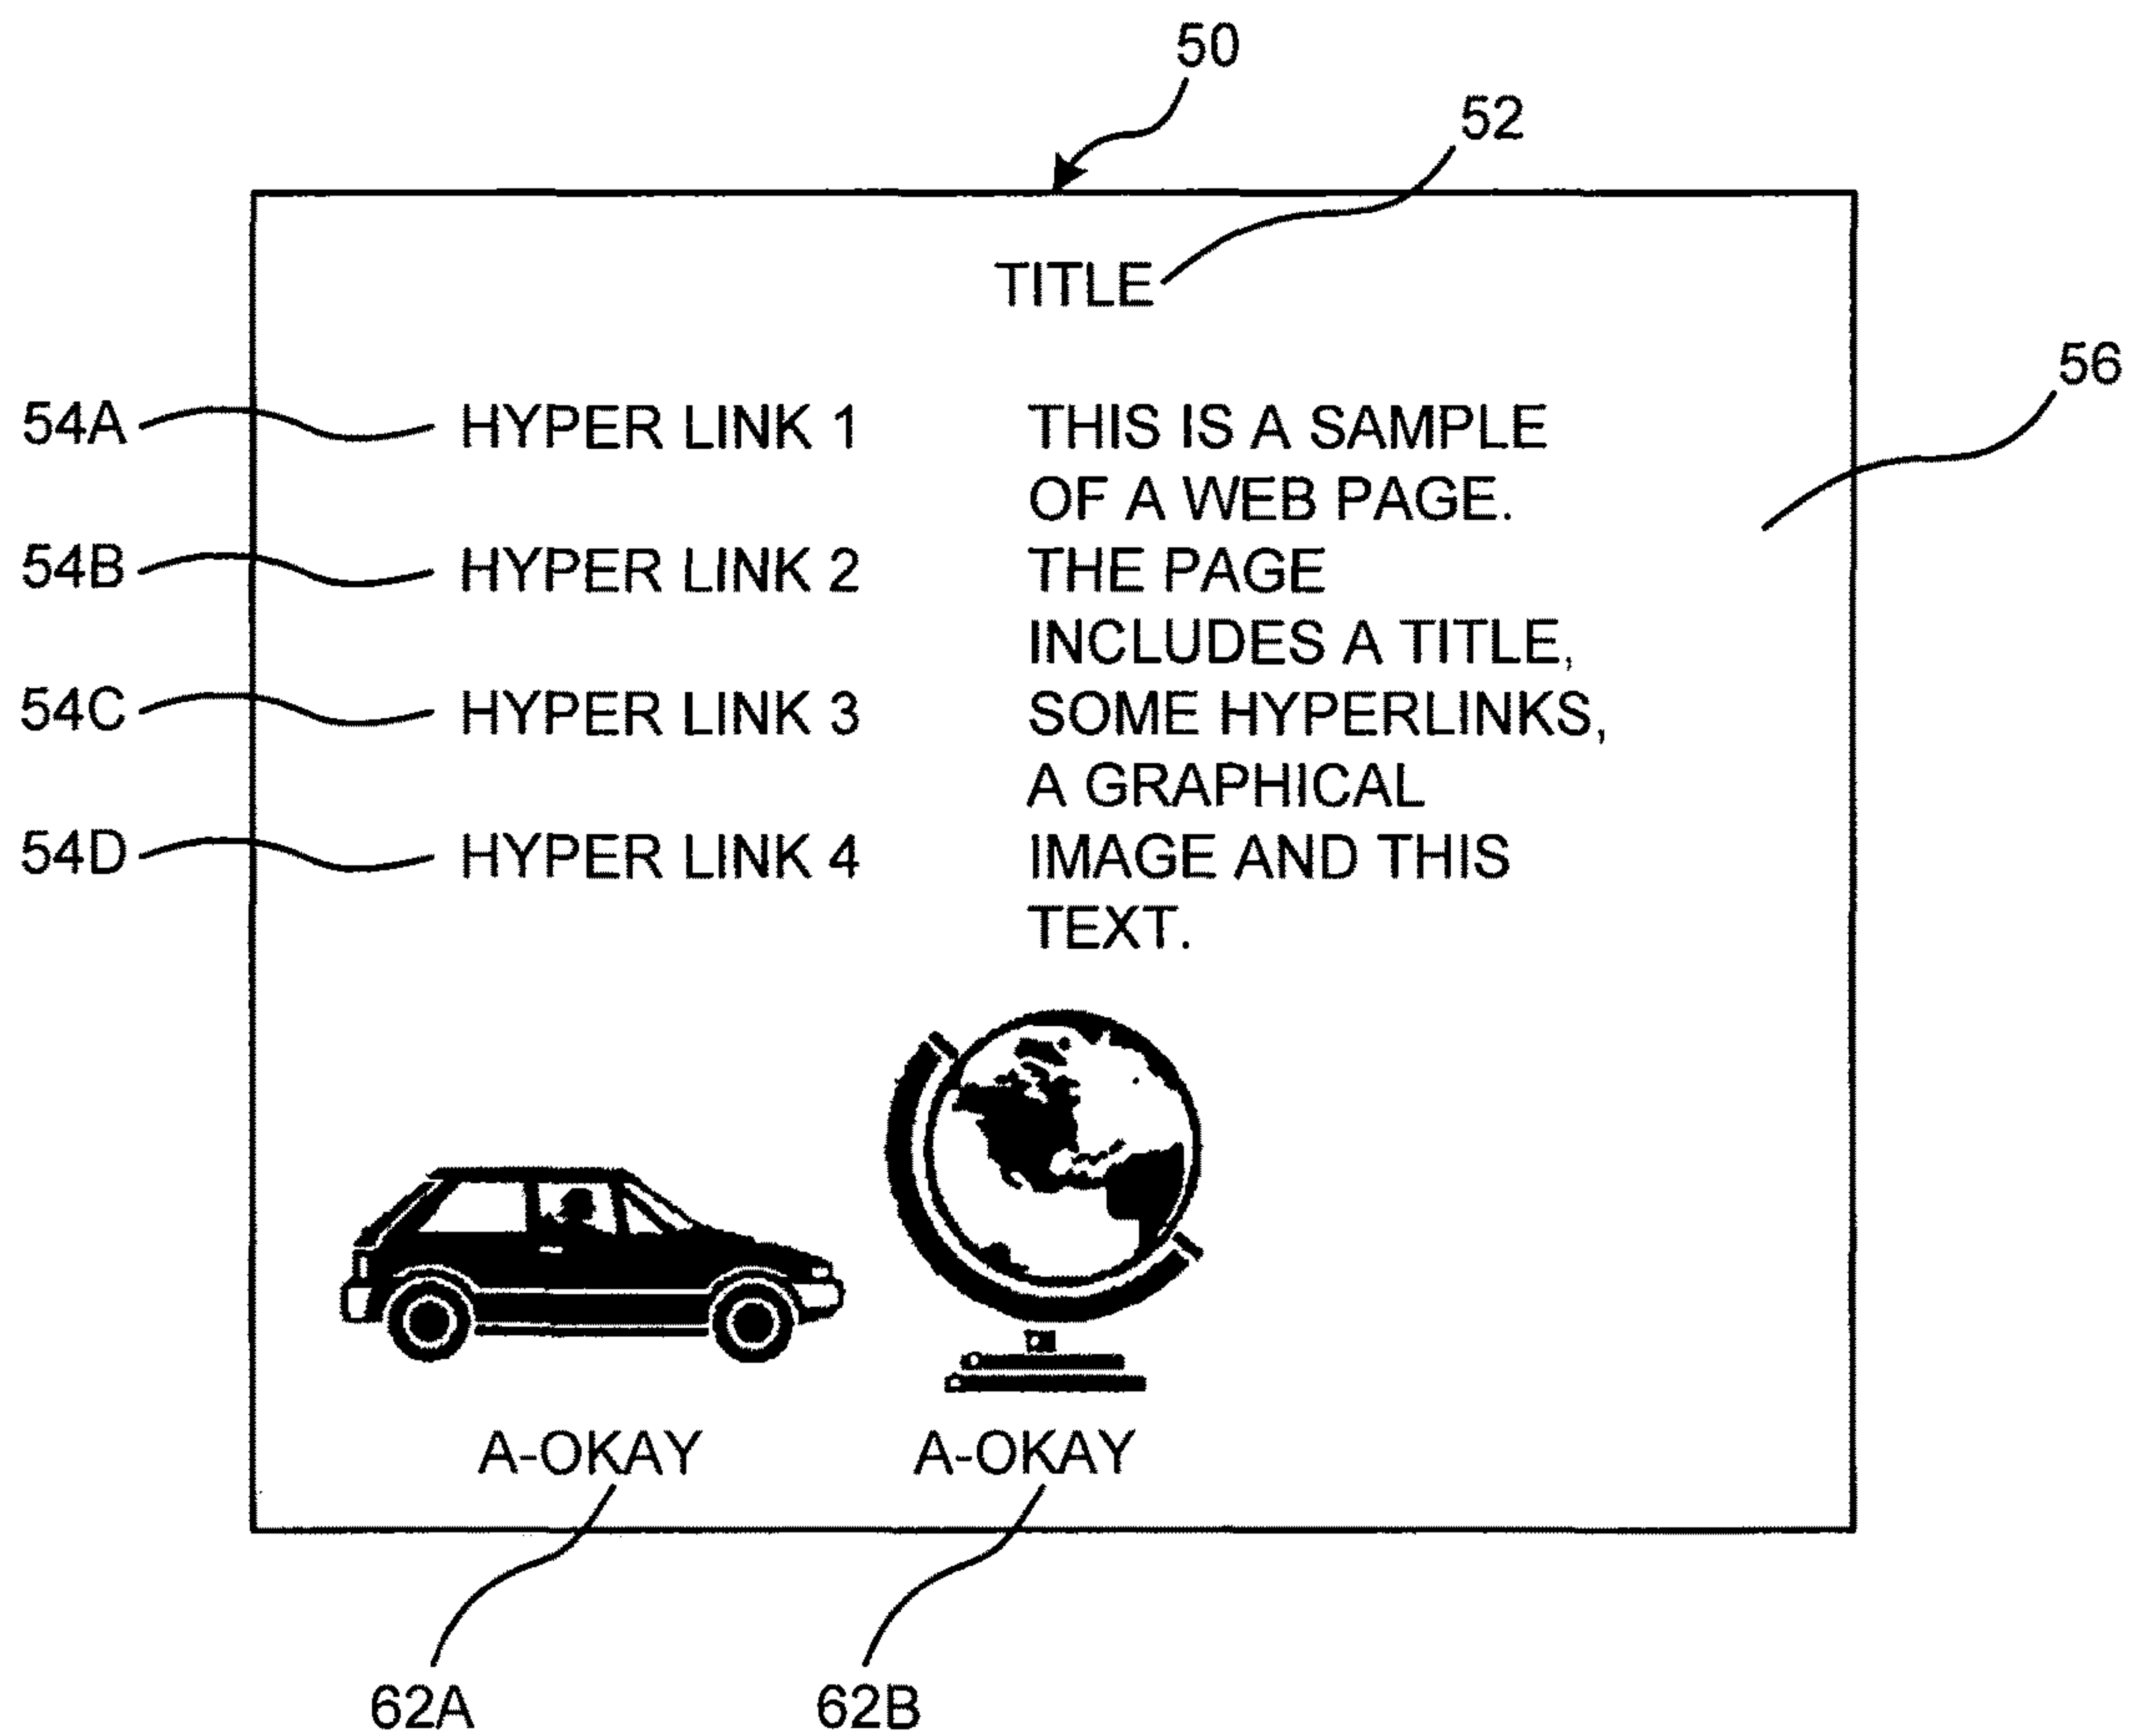 50
52
TITLE
56
54A HYPER LINK 1
54B HYPER LINK 2
54C HYPER LINK 3
54D HYPER LINK 4
THIS IS A SAMPLE
OF A WEB PAGE.
THE PAGE
INCLUDES A TITLE,
SOME HYPERLINKS,
A GRAPHICAL
IMAGE AND THIS
TEXT.
A-OKAY A-OKAY
62A 62B